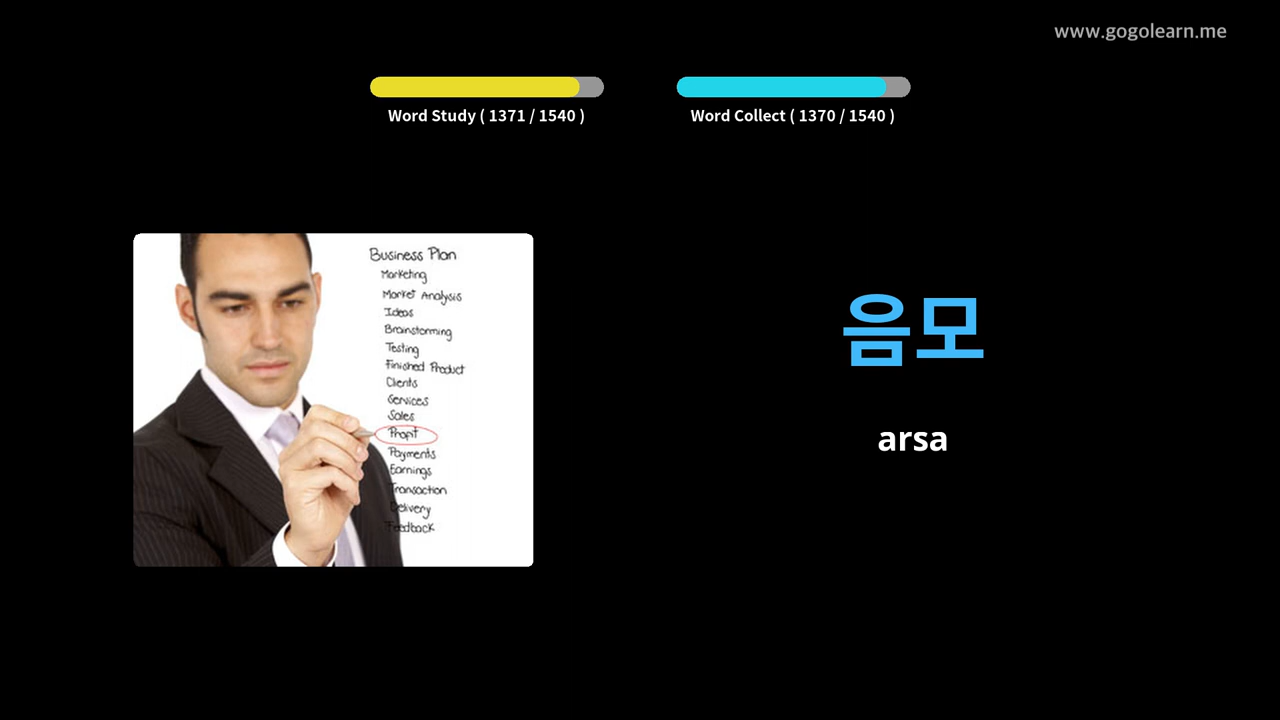 www.gogolearn.me
Word Study ( 1371 / 1540 )
Word Collect ( 1370 / 1540 )
Business Plan
Marketing
Market Analysis
Ideas
Brainstorming
Testing
Finished Product
Clients
Services
Sales
Profit
Payments
Earnings
Transaction
Delivery
Feedback
음모
arsa